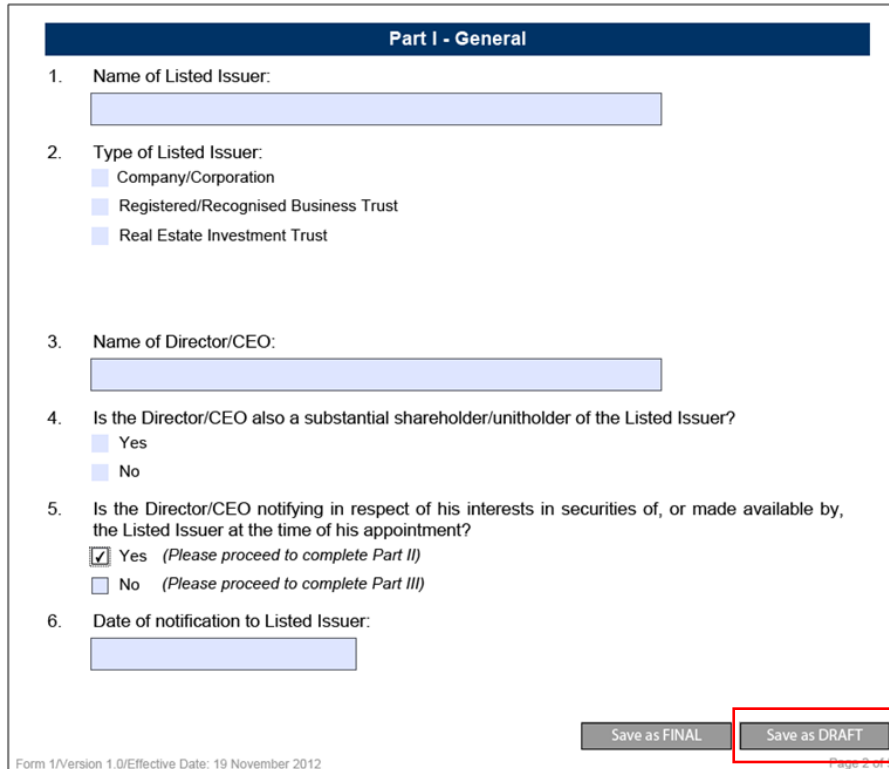 Part I - General
1. Name of Listed Issuer:
2. Type of Listed Issuer:
Company/Corporation
Registered/Recognised Business Trust
Real Estate Investment Trust
3. Name of Director/CEO:
4. Is the Director/CEO also a substantial shareholder/unitholder of the Listed Issuer?
Yes
No
5. Is the Director/CEO notifying in respect of his interests in securities of, or made available by,
the Listed Issuer at the time of his appointment?
Yes (Please proceed to complete Part II)
No (Please proceed to complete Part III)
6. Date of notification to Listed Issuer:
Save as FINAL Save as DRAFT
Form 1/Version 1.0/Effective Date: 19 November 2012 Page 2 of